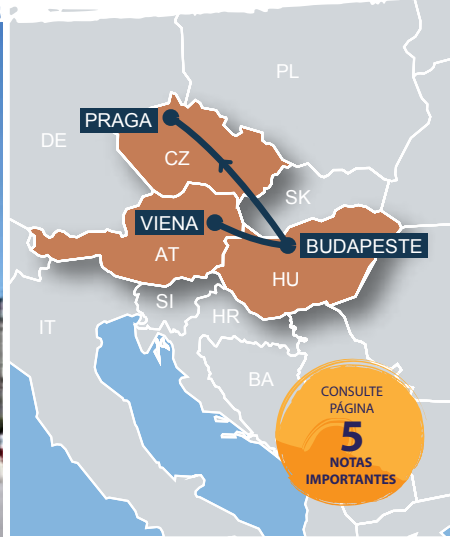 PL
PRAGA
DE
CZ
SK
VIENA
BUDAPESTE
AT
HU
SI
HR
IT
BA
CONSULTE
PÁGINA
5
NOTAS
IMPORTANTES